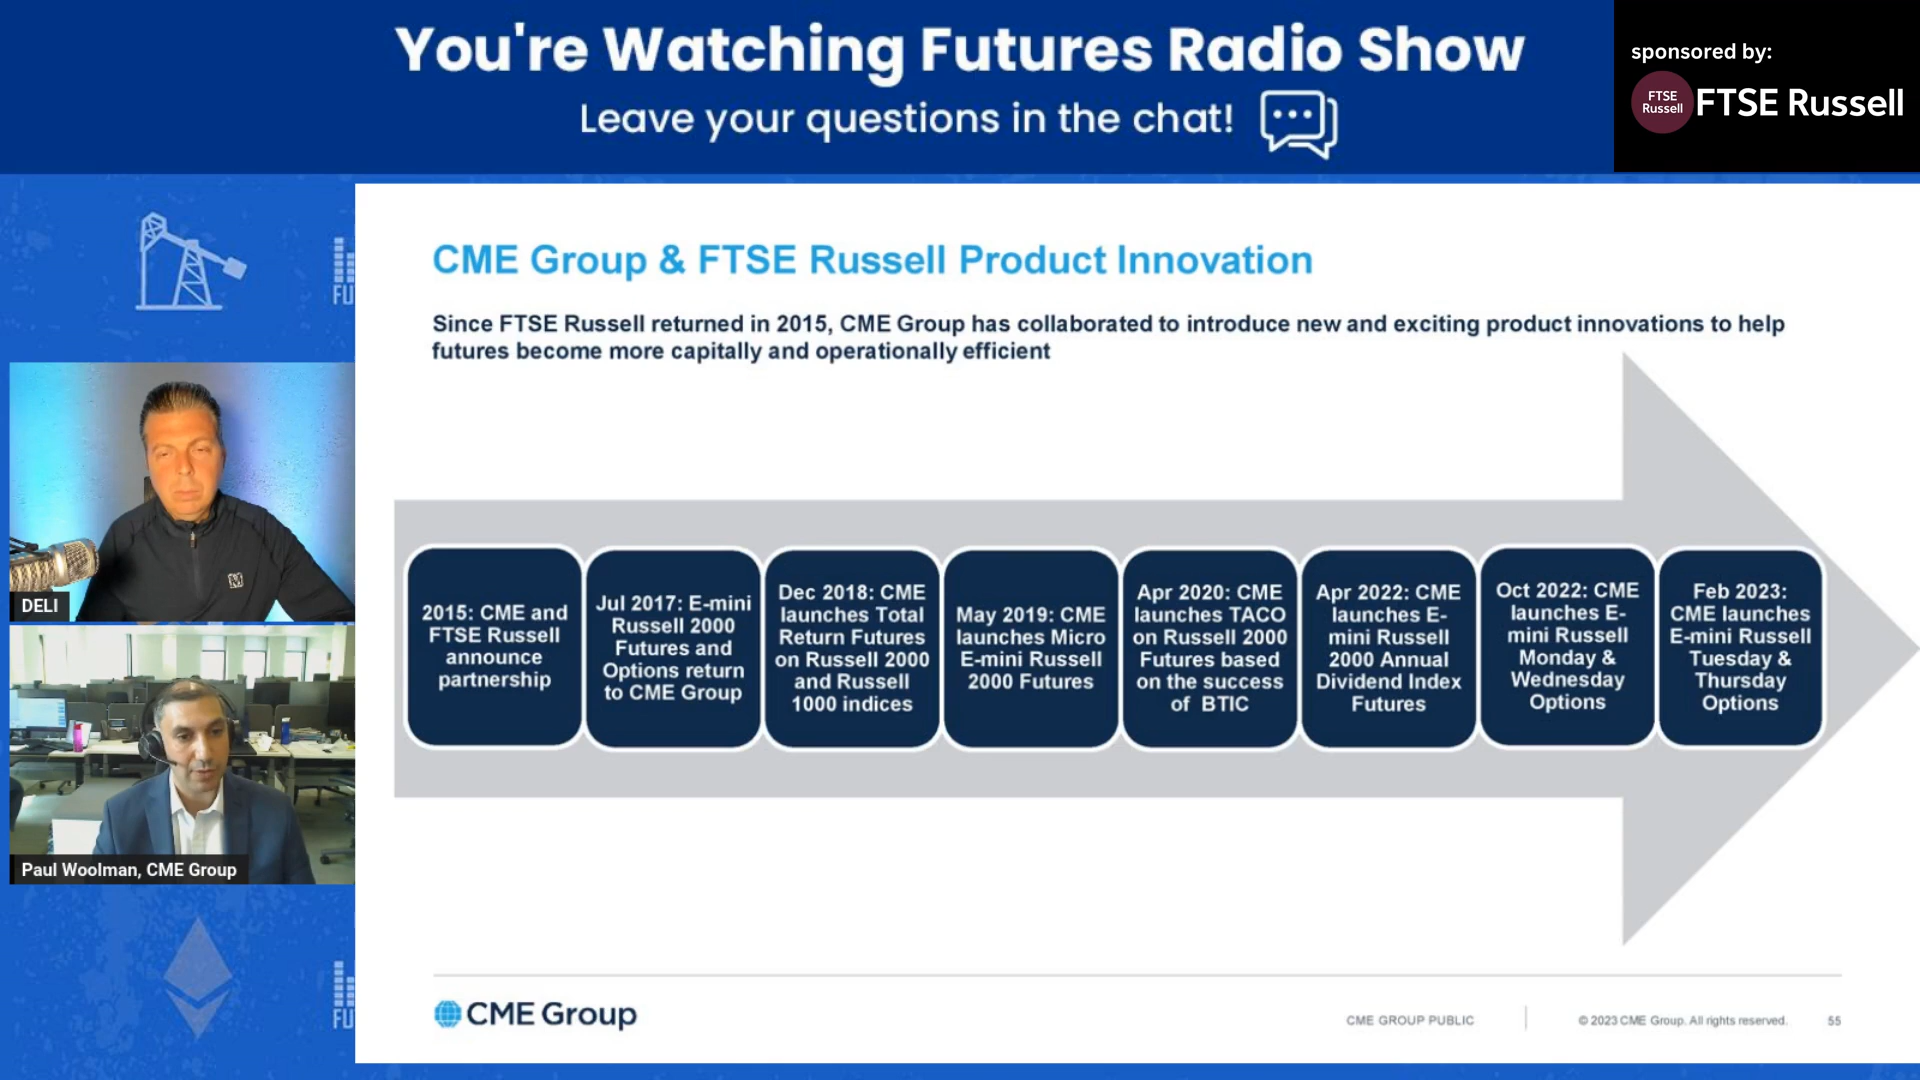 You're Watching Futures Radio Show
Leave your questions in the chat!
sponsored by:
FTSE
Russell
FTSE Russell
CME Group & FTSE Russell Product Innovation
Since FTSE Russell returned in 2015, CME Group has collaborated to introduce new and exciting product innovations to help
futures become more capitally and operationally efficient
2015: CME and
FTSE Russell
announce
partnership
Jul 2017: E-mini
Russell 2000
Futures and
Options return
to CME Group
Dec 2018: CME
launches Total
Return Futures
on Russell 2000
and Russell
1000 indices
May 2019: CME
launches Micro
E-mini Russell
2000 Futures
Apr 2020: CME
launches TACO
on Russell 2000
Futures based
on the success
of BTIC
Apr 2022: CME
launches E-
mini Russell
2000 Annual
Dividend Index
Futures
Oct 2022: CME
launches E-
mini Russell
Monday &
Wednesday
Options
Feb 2023:
CME launches
E-mini Russell
Tuesday &
Thursday
Options
FU
DELI
Paul Woolman, CME Group
FU
CME Group
CME GROUP PUBLIC
© 2023 CME Group. All rights reserved.
55